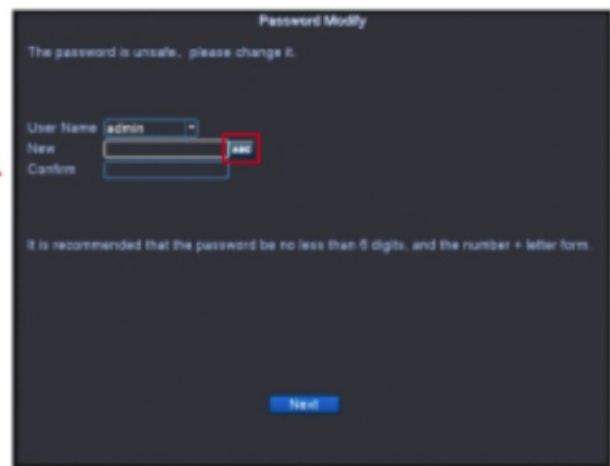 Password Modify
The password is unsafe, please change it.
User Name admin
New
Confirm
It is recommended that the password be no less than 6 digits, and the number + letter form.
Next